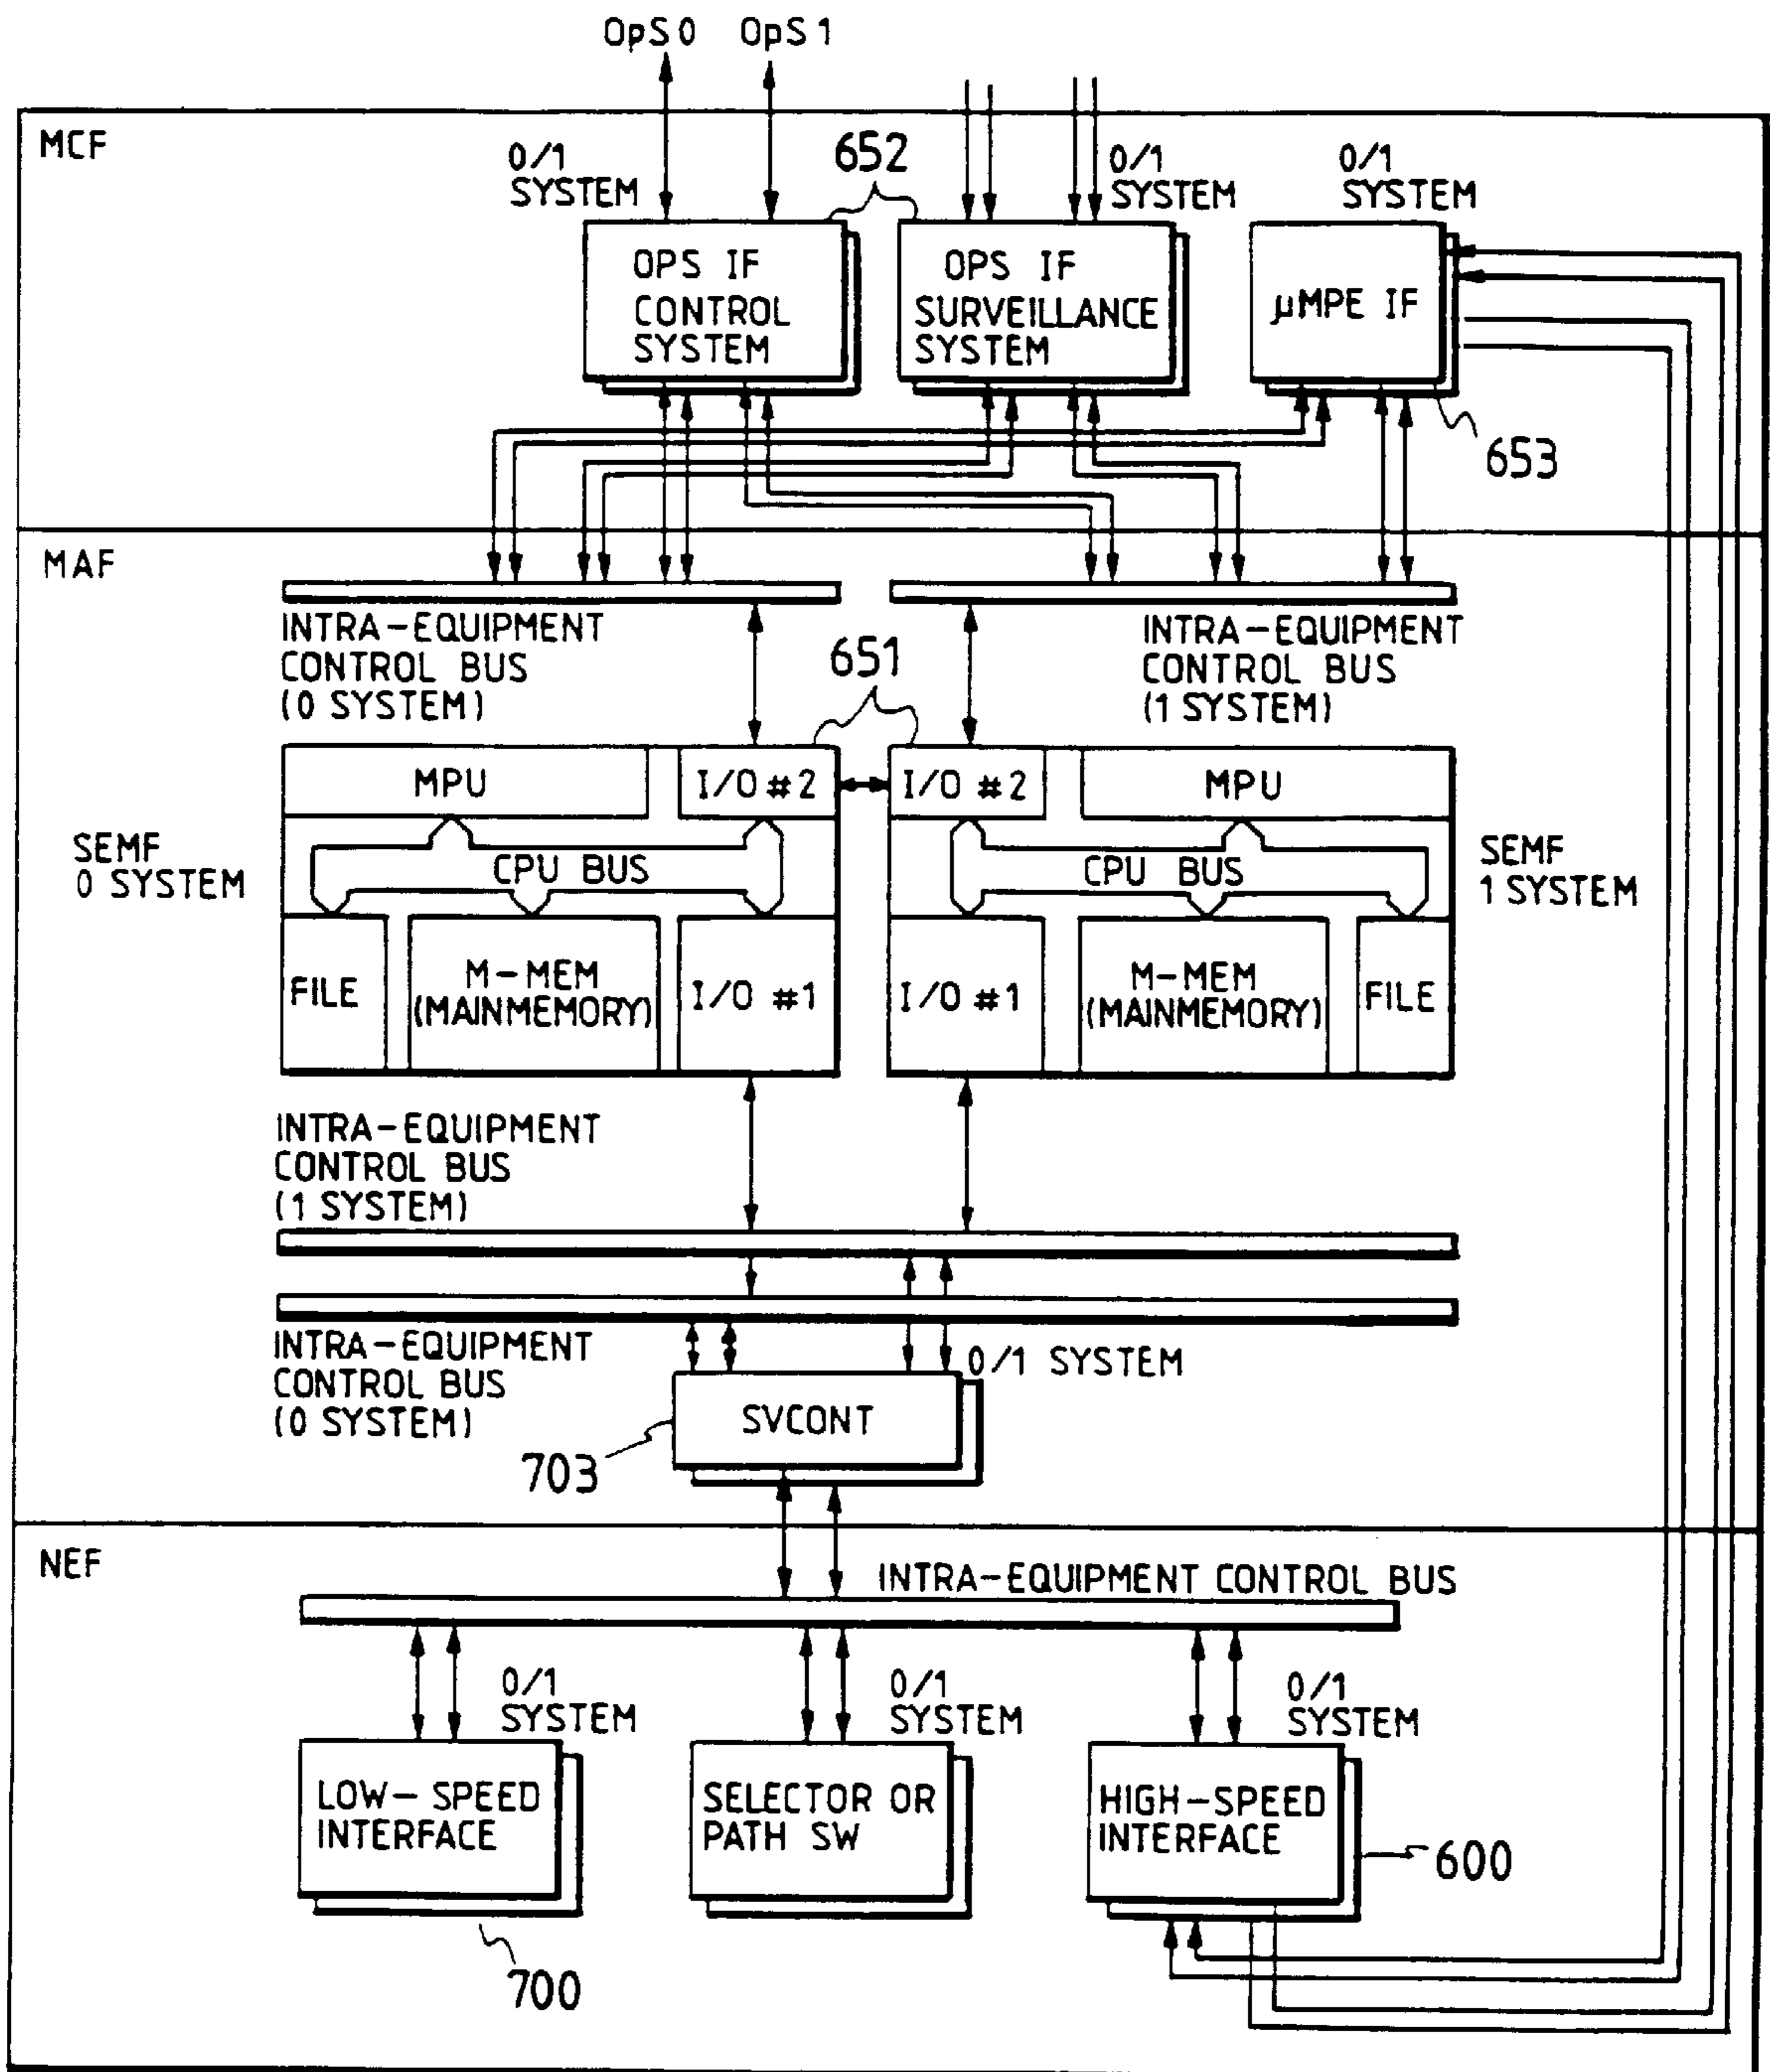 OpS 0 OpS 1
MCF
0/1
SYSTEM
652
0/1
SYSTEM
0/1
SYSTEM
OPS IF
CONTROL
SYSTEM
OPS IF
SURVEILLANCE
SYSTEM
µMPE IF
653
MAF
INTRA-EQUIPMENT
CONTROL BUS
(0 SYSTEM)
651
INTRA-EQUIPMENT
CONTROL BUS
(1 SYSTEM)
MPU
I/O #2
I/O #2
MPU
SEMF
0 SYSTEM
CPU BUS
CPU BUS
SEMF
1 SYSTEM
FILE
M-MEM
(MAINMEMORY)
I/O #1
I/O #1
M-MEM
(MAINMEMORY)
FILE
INTRA-EQUIPMENT
CONTROL BUS
(1 SYSTEM)
INTRA-EQUIPMENT
CONTROL BUS
(0 SYSTEM)
0/1 SYSTEM
SVCONT
703
NEF
INTRA-EQUIPMENT CONTROL BUS
0/1
SYSTEM
0/1
SYSTEM
0/1
SYSTEM
LOW-SPEED
INTERFACE
SELECTOR OR
PATH SW
HIGH-SPEED
INTERFACE
600
700